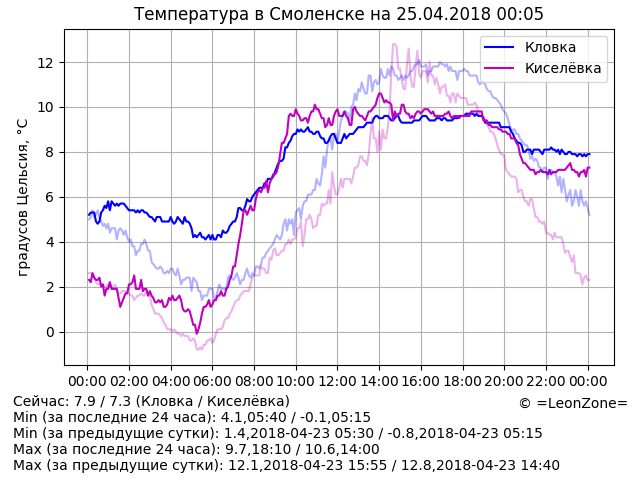 Температура в Смоленске на 25.04.2018 00:05
Кловка
Киселёвка
градусов Цельсия, °C
12
10
8
6
4
2
0
00:00 02:00 04:00 06:00 08:00 10:00 12:00 14:00 16:00 18:00 20:00 22:00 00:00
Сейчас: 7.9 / 7.3 (Кловка / Киселёвка)
© =LeonZone=
Min (за последние 24 часа): 4.1,05:40 / -0.1,05:15
Min (за предыдущие сутки): 1.4,2018-04-23 05:30 / -0.8,2018-04-23 05:15
Max (за последние 24 часа): 9.7,18:10 / 10.6,14:00
Max (за предыдущие сутки): 12.1,2018-04-23 15:55 / 12.8,2018-04-23 14:40